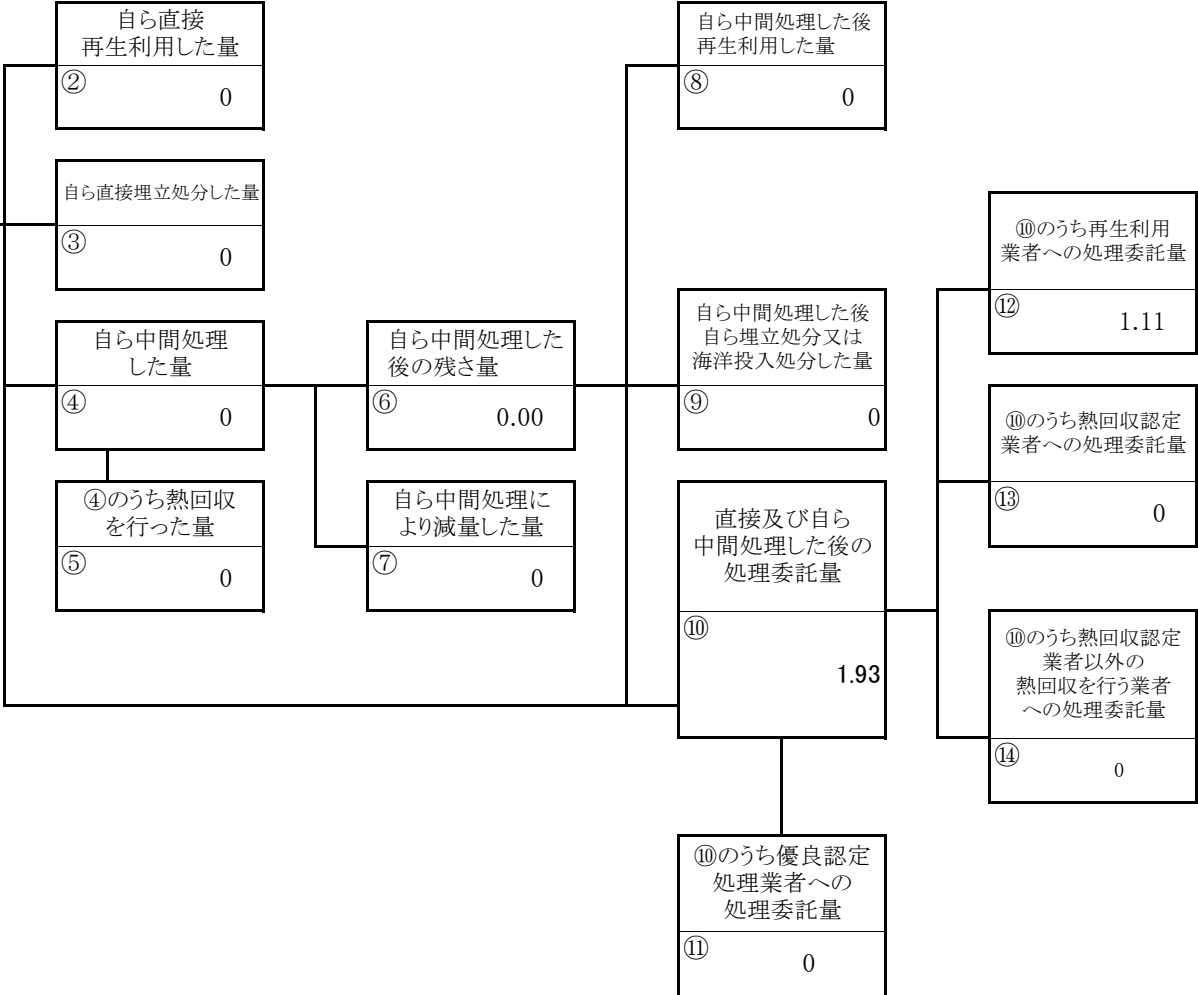 自ら直接
再生利用した量
②
0
自ら直接埋立処分した量
③
0
自ら中間処理
した量
④
0
④のうち熱回収
を行った量
⑤
0
自ら中間処理した
後の残さ量
⑥
0.00
自ら中間処理に
より減量した量
⑦
0
自ら中間処理した後
再生利用した量
⑧
0
自ら中間処理した後
自ら埋立処分又は
海洋投入処分した量
⑨
0
直接及び自ら
中間処理した後の
処理委託量
⑩
1.93
⑩のうち優良認定
処理業者への
処理委託量
⑪
0
⑩のうち再生利用
業者への処理委託量
⑫
1.11
⑩のうち熱回収認定
業者への処理委託量
⑬
0
⑩のうち熱回収認定
業者以外の
熱回収を行う業者
への処理委託量
⑭
0